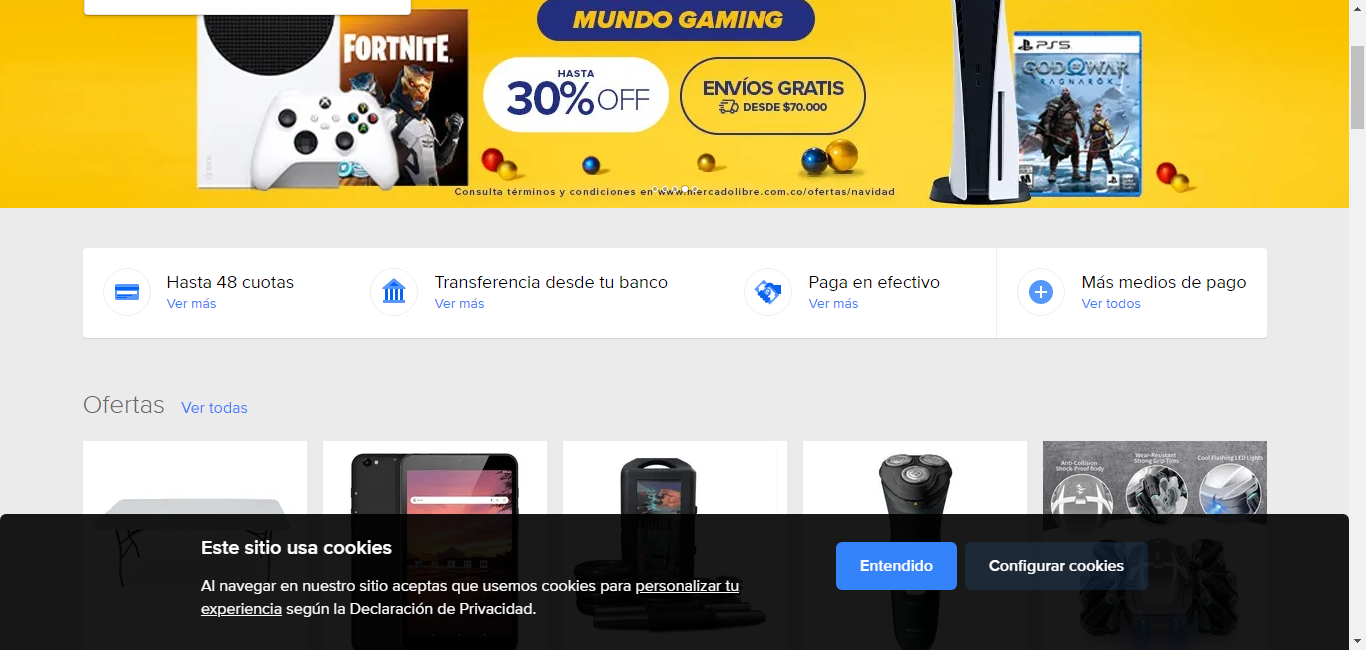 MUNDO GAMING
FORTNITE
HASTA
30% OFF
ENVÍOS GRATIS
DESDE $70.000
PS5
GOD OF WAR
RAGNARÖK
Consulta términos y condiciones en www.mercadolibre.com.co/ofertas/navidad
Hasta 48 cuotas
Ver más
Transferencia desde tu banco
Ver más
Paga en efectivo
Ver más
Más medios de pago
Ver todos
Ofertas Ver todas
Anti-Collision
Shock-Proof Body
Wear-Resistant
Strong Grip Tires
Cool Flashing LED Lights
Este sitio usa cookies
Al navegar en nuestro sitio aceptas que usemos cookies para personalizar tu
experiencia según la Declaración de Privacidad.
Entendido
Configurar cookies